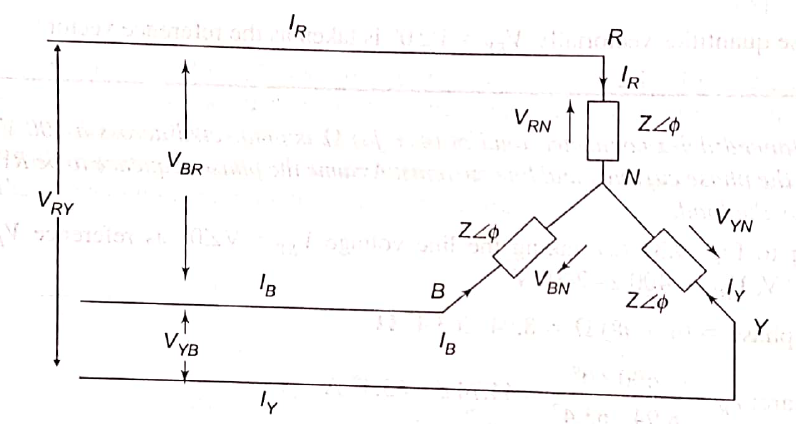 I_R
R
I_R
V_RN
Z∠ϕ
V_BR
N
V_RY
V_YN
Z∠ϕ
V_BN
I_B
B
Z∠ϕ
I_Y
Y
I_B
V_YB
I_Y